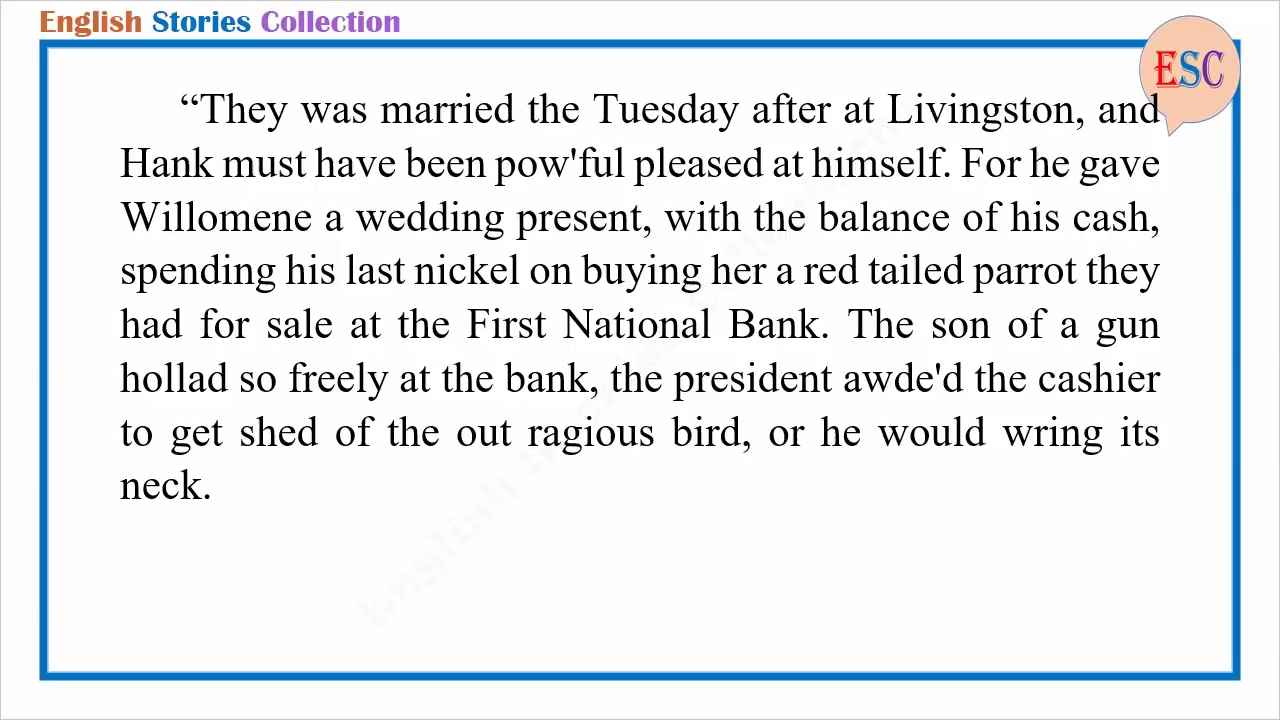 English Stories Collection
ESC
“They was married the Tuesday after at Livingston, and
Hank must have been pow'ful pleased at himself. For he gave
Willomene a wedding present, with the balance of his cash,
spending his last nickel on buying her a red tailed parrot they
had for sale at the First National Bank. The son of a gun
hollad so freely at the bank, the president awde'd the cashier
to get shed of the out ragious bird, or he would wring its
neck.